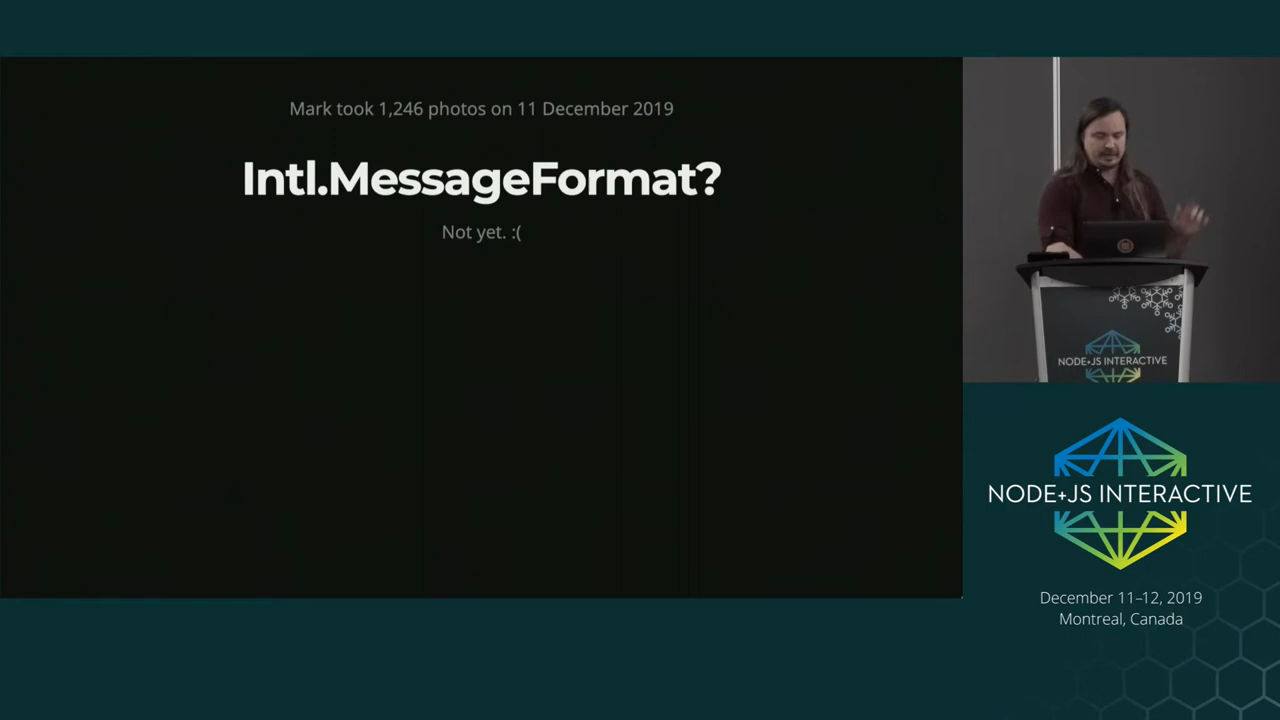 Mark took 1,246 photos on 11 December 2019
Intl.MessageFormat?
Not yet. :(
NODE+JS INTERACTIVE
NODE+JS INTERACTIVE
December 11–12, 2019
Montreal, Canada